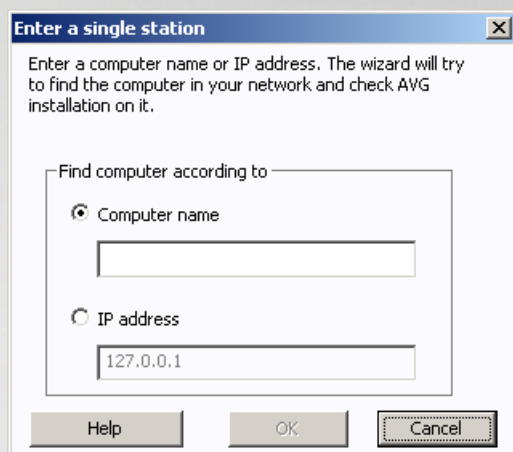 Enter a single station
Enter a computer name or IP address. The wizard will try
to find the computer in your network and check AVG
installation on it.
Find computer according to
Computer name
IP address
127.0.0.1
Help OK Cancel